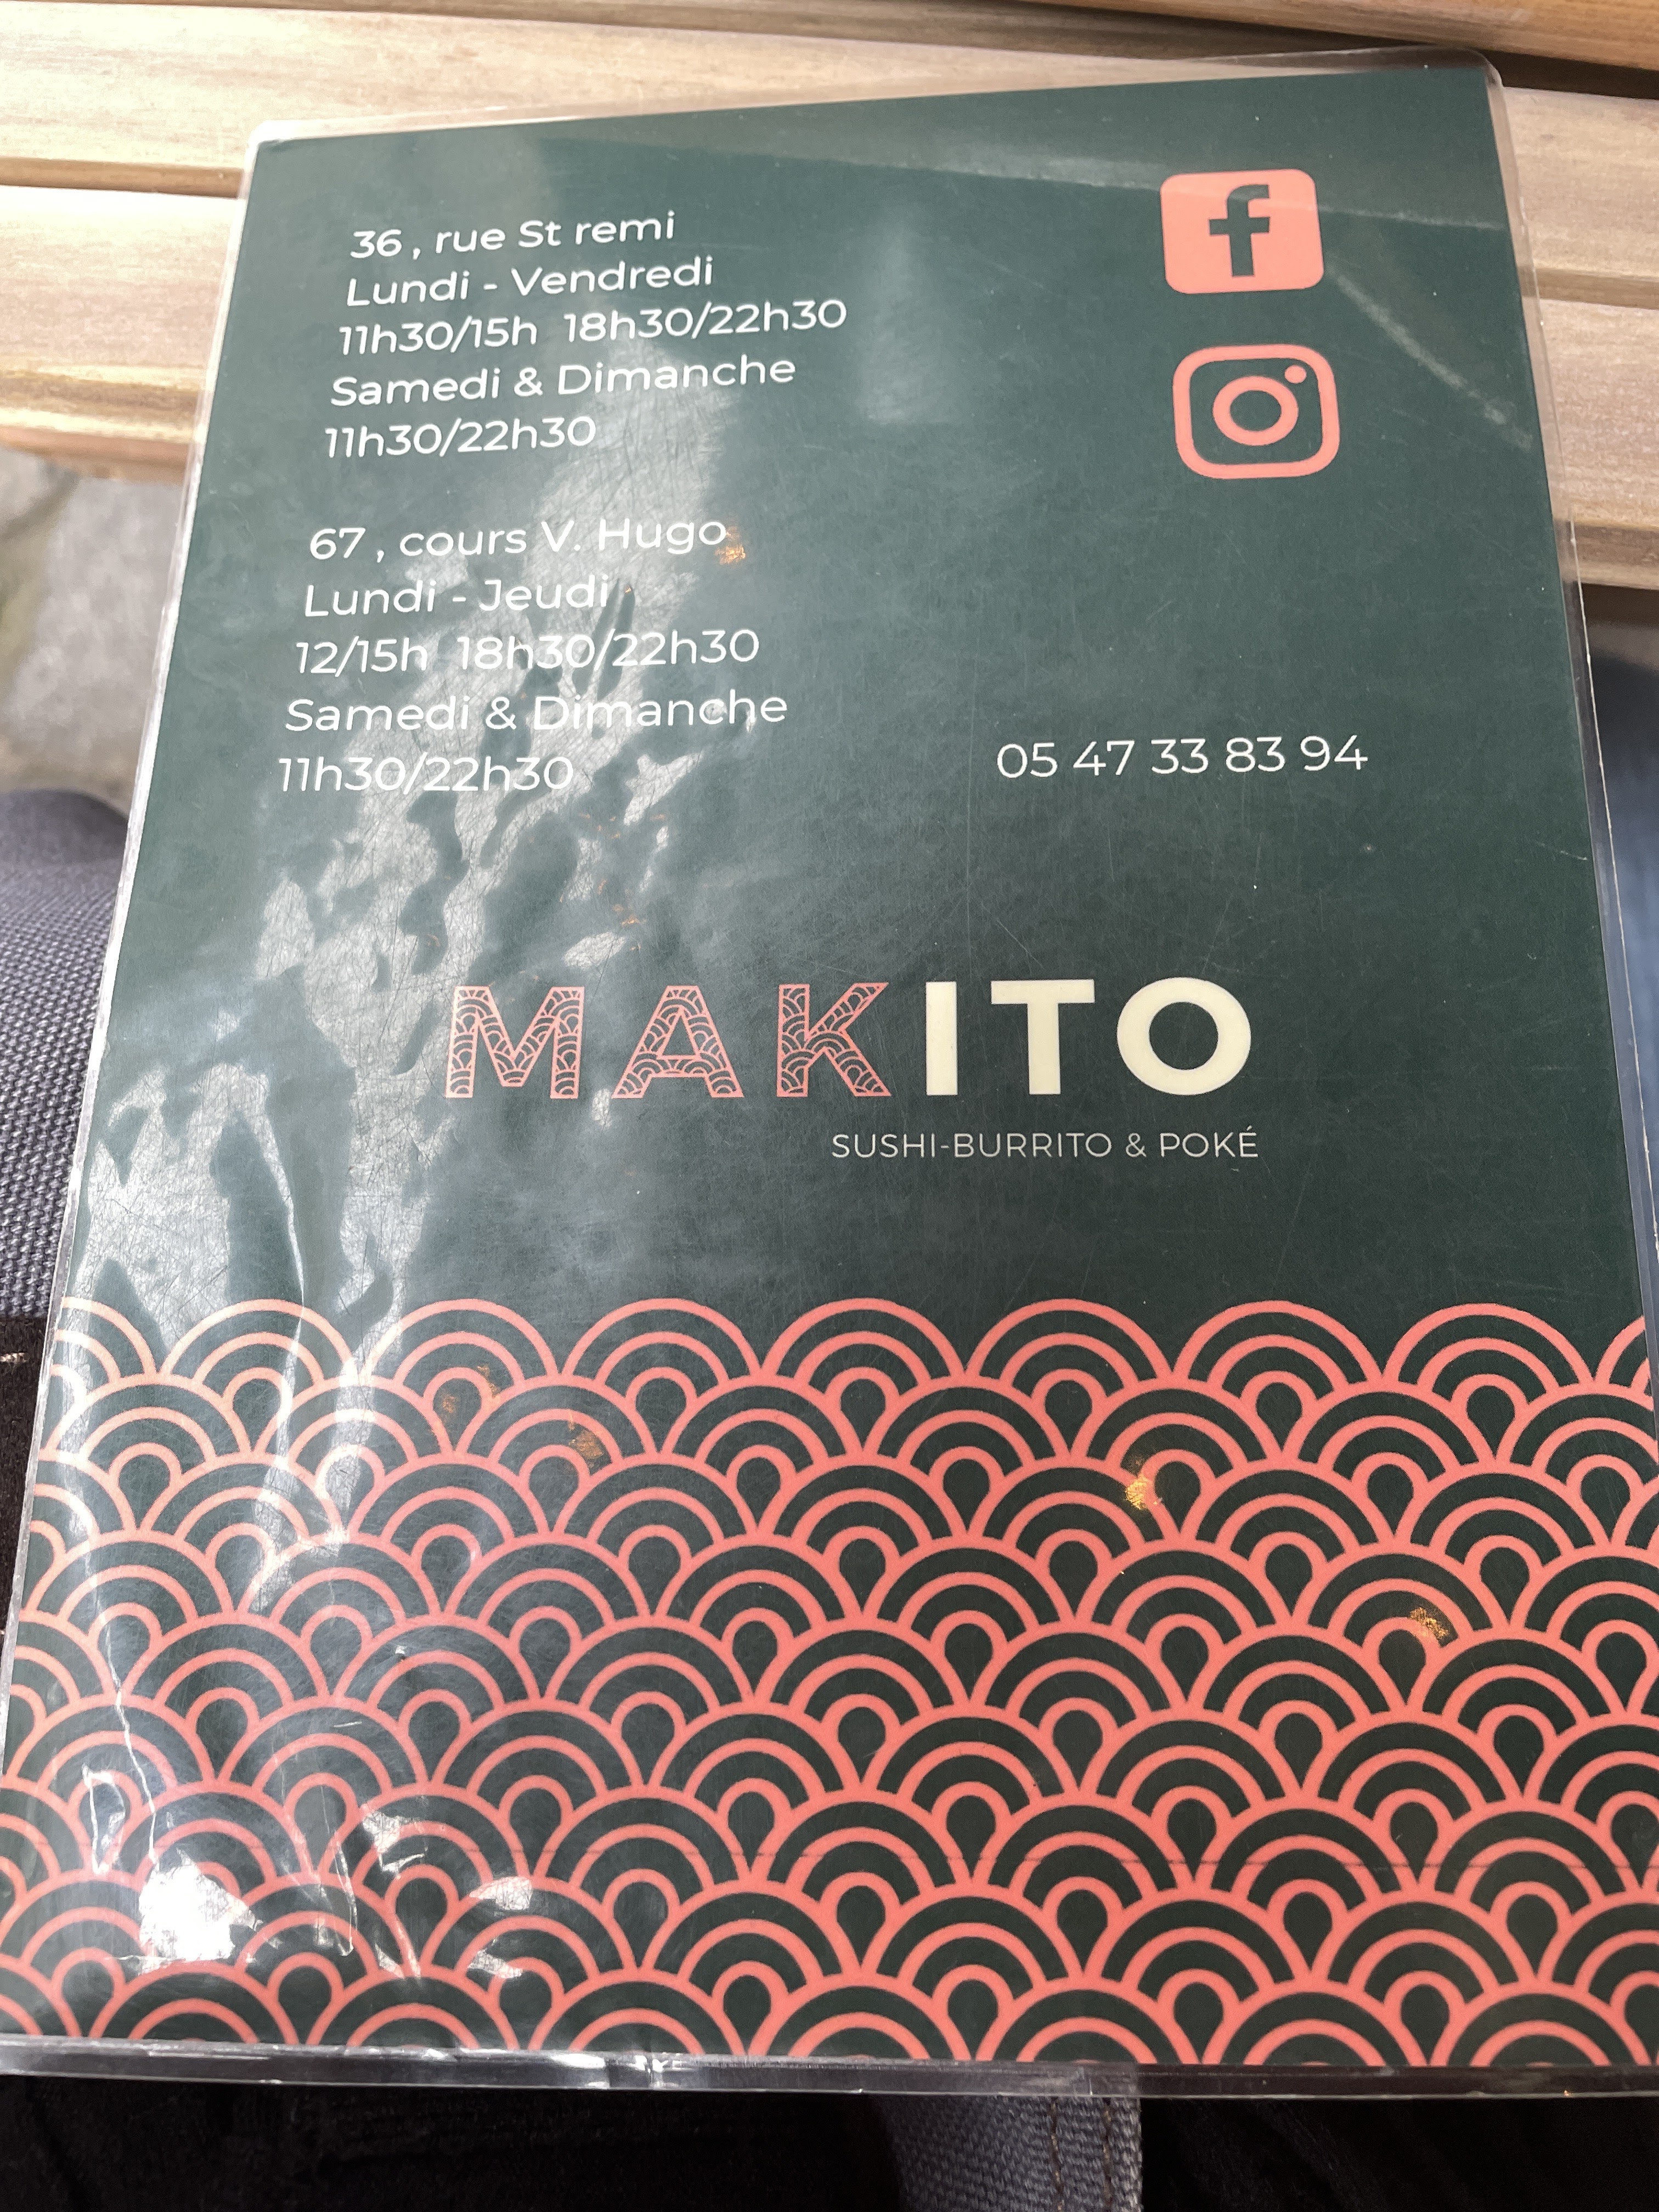 36 , rue St remi
Lundi - Vendredi
11h30/15h 18h30/22h30
Samedi & Dimanche
11h30/22h30
67 , cours V. Hugo
Lundi - Jeudi
12/15h 18h30/22h30
Samedi & Dimanche
11h30/22h30
05 47 33 83 94
MAKITO
SUSHI-BURRITO & POKÉ